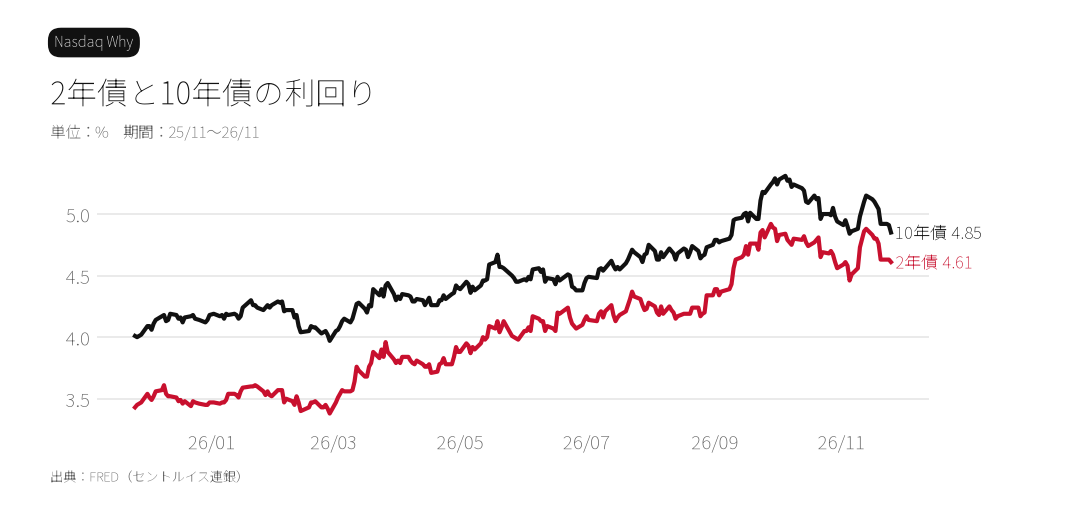 Nasdaq Why
2年債と10年債の利回り
単位：%　期間：25/11〜26/11
5.0
4.5
4.0
3.5
10年債 4.85
2年債 4.61
26/01 26/03 26/05 26/07 26/09 26/11
出典：FRED（セントルイス連銀）